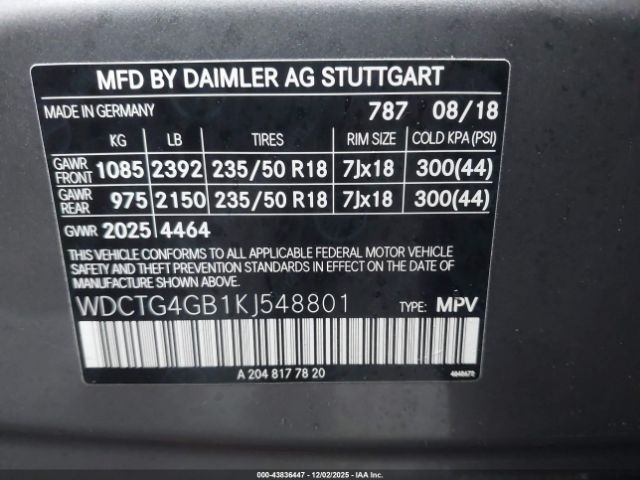 MFD BY DAIMLER AG STUTTGART
MADE IN GERMANY 787 08/18
KG LB TIRES RIM SIZE COLD KPA (PSI)
GAWR FRONT 1085 2392 235/50 R18 7Jx18 300(44)
GAWR REAR 975 2150 235/50 R18 7Jx18 300(44)
GVWR 2025 4464
THIS VEHICLE CONFORMS TO ALL APPLICABLE FEDERAL MOTOR VEHICLE
SAFETY AND THEFT PREVENTION STANDARDS IN EFFECT ON THE DATE OF
MANUFACTURE SHOWN ABOVE.
WDCTG4GB1KJ548801 TYPE: MPV
A 204 817 78 20
000-43836447 - 12/02/2025 - COPART